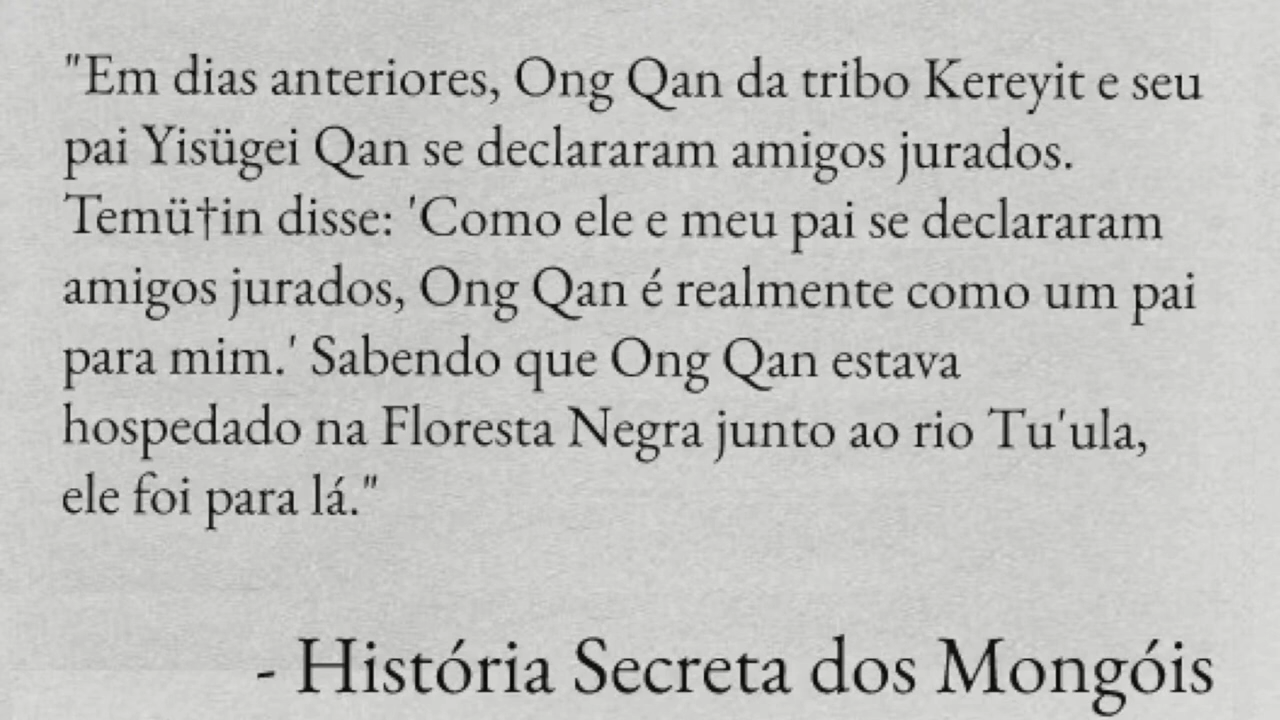 "Em dias anteriores, Ong Qan da tribo Kereyit e seu
pai Yisügei Qan se declararam amigos jurados.
Temü†in disse: 'Como ele e meu pai se declararam
amigos jurados, Ong Qan é realmente como um pai
para mim.' Sabendo que Ong Qan estava
hospedado na Floresta Negra junto ao rio Tu'ula,
ele foi para lá."
- História Secreta dos Mongóis